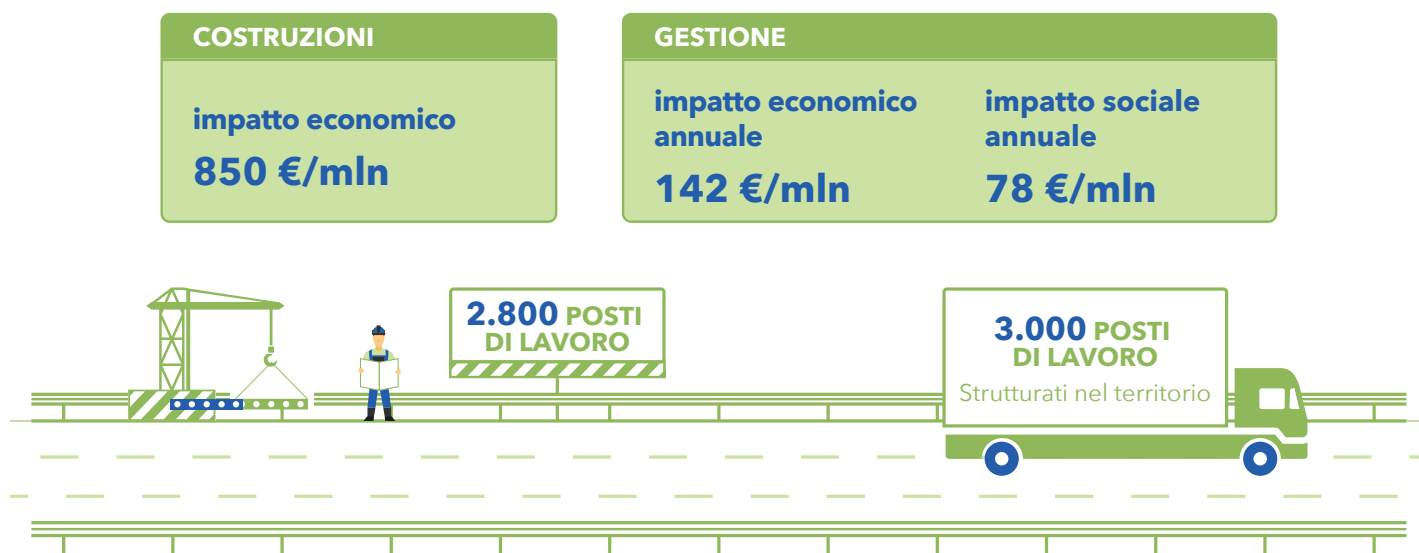 COSTRUZIONI
impatto economico
850 €/mln
GESTIONE
impatto economico
annuale
142 €/mln
impatto sociale
annuale
78 €/mln
2.800 POSTI
DI LAVORO
3.000 POSTI
DI LAVORO
Strutturati nel territorio